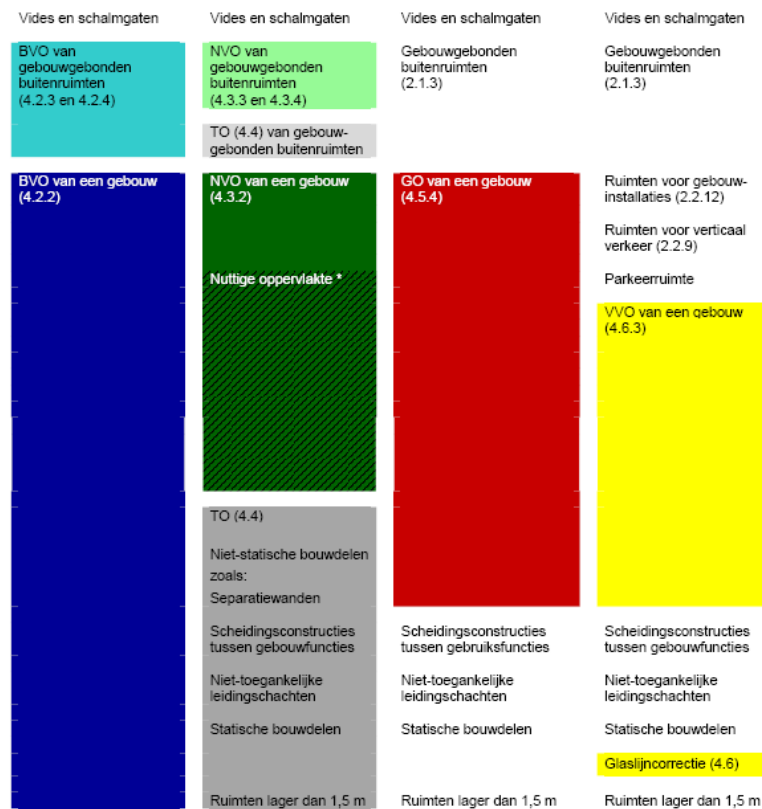 Vides en schalmgaten
BVO van
gebouwgebonden
buitenruimten
(4.2.3 en 4.2.4)
BVO van een gebouw
(4.2.2)
Vides en schalmgaten
NVO van
gebouwgebonden
buitenruimten
(4.3.3 en 4.3.4)
TO (4.4) van gebouw-
gebonden buitenruimten
NVO van een gebouw
(4.3.2)
Nuttige oppervlakte *
TO (4.4)
Niet-statische bouwdelen
zoals:
Separatiewanden
Scheidingsconstructies
tussen gebouwfuncties
Niet-toegankelijke
leidingschachten
Statische bouwdelen
Ruimten lager dan 1,5 m
Vides en schalmgaten
Gebouwgebonden
buitenruimten
(2.1.3)
GO van een gebouw
(4.5.4)
Scheidingsconstructies
tussen gebruiksfuncties
Niet-toegankelijke
leidingschachten
Statische bouwdelen
Ruimten lager dan 1,5 m
Vides en schalmgaten
Gebouwgebonden
buitenruimten
(2.1.3)
Ruimten voor gebouw-
installaties (2.2.12)
Ruimten voor verticaal
verkeer (2.2.9)
Parkeerruimte
VVO van een gebouw
(4.6.3)
Scheidingsconstructies
tussen gebouwfuncties
Niet-toegankelijke
leidingschachten
Statische bouwdelen
Glaslijncorrectie (4.6)
Ruimten lager dan 1,5 m